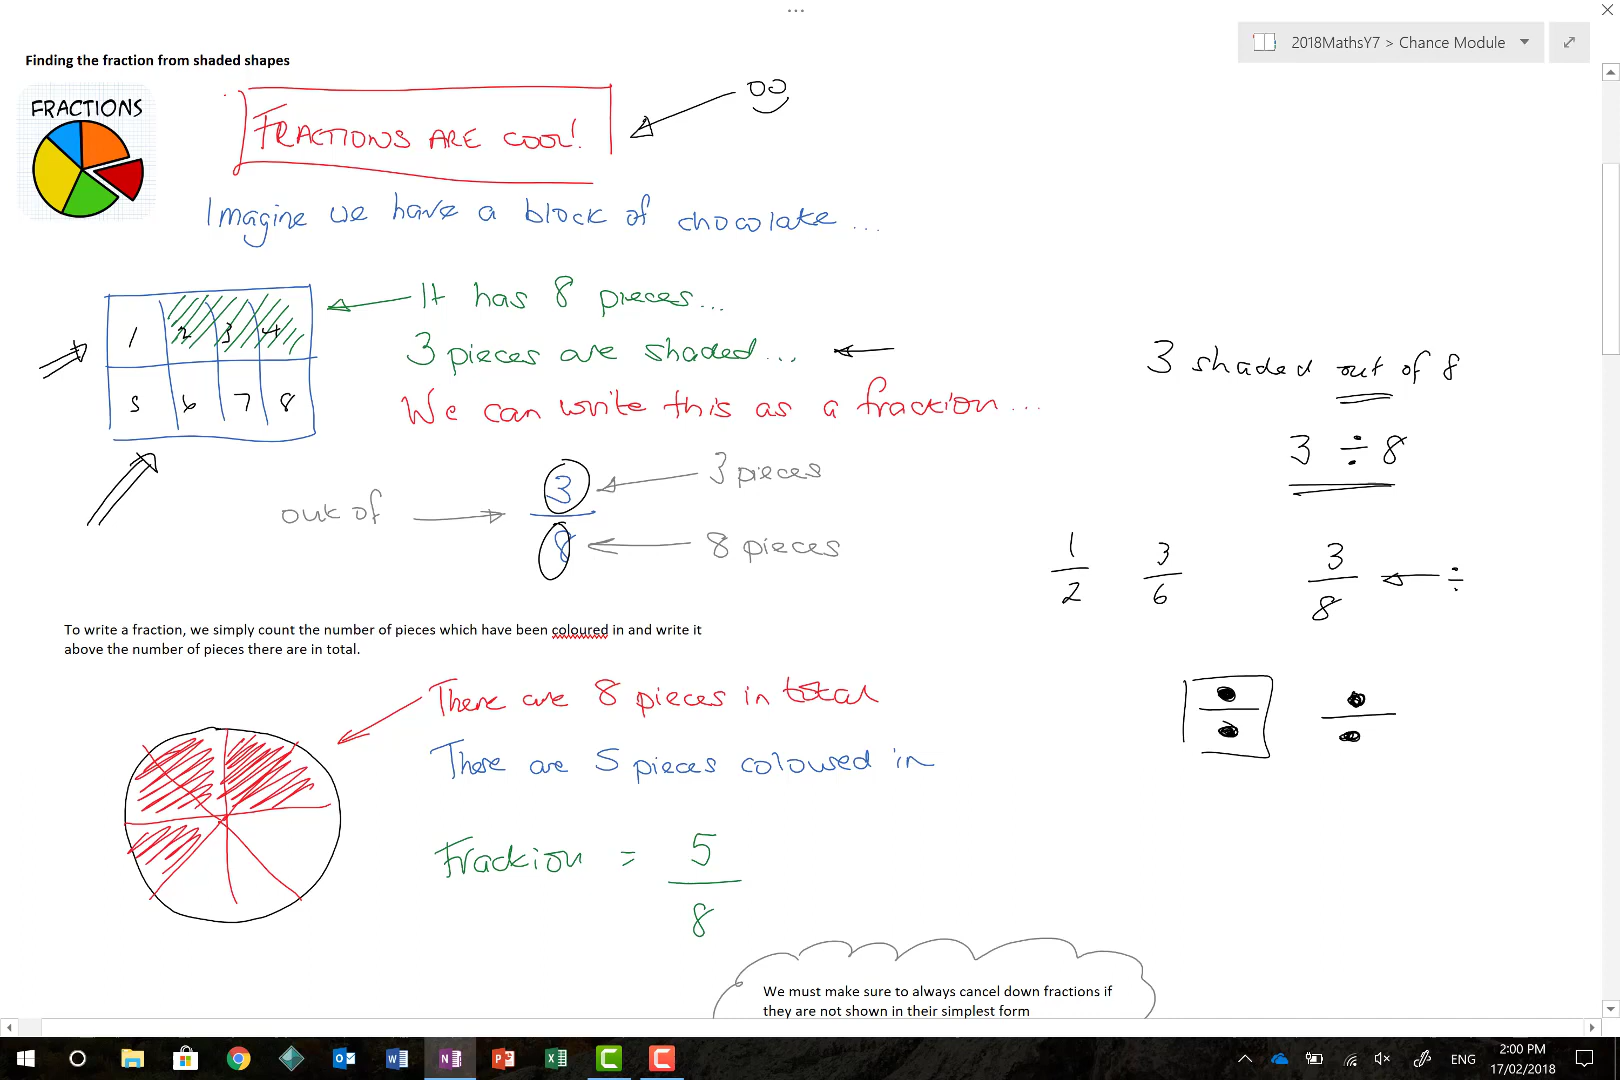 2018MathsY7 > Chance Module
Finding the fraction from shaded shapes
FRACTIONS
FRACTIONS ARE COOL!
Imagine we have a block of chocolate...
It has 8 pieces...
1 2 3 4
5 6 7 8
3 pieces are shaded...
We can write this as a fraction...
3 pieces
out of
3
8
8 pieces
3 shaded out of 8
3 ÷ 8
1
2
3
6
3
8
÷
To write a fraction, we simply count the number of pieces which have been coloured in and write it
above the number of pieces there are in total.
There are 8 pieces in total
There are 5 pieces coloured in
Fraction = 5
8
We must make sure to always cancel down fractions if
they are not shown in their simplest form
ENG
2:00 PM
17/02/2018